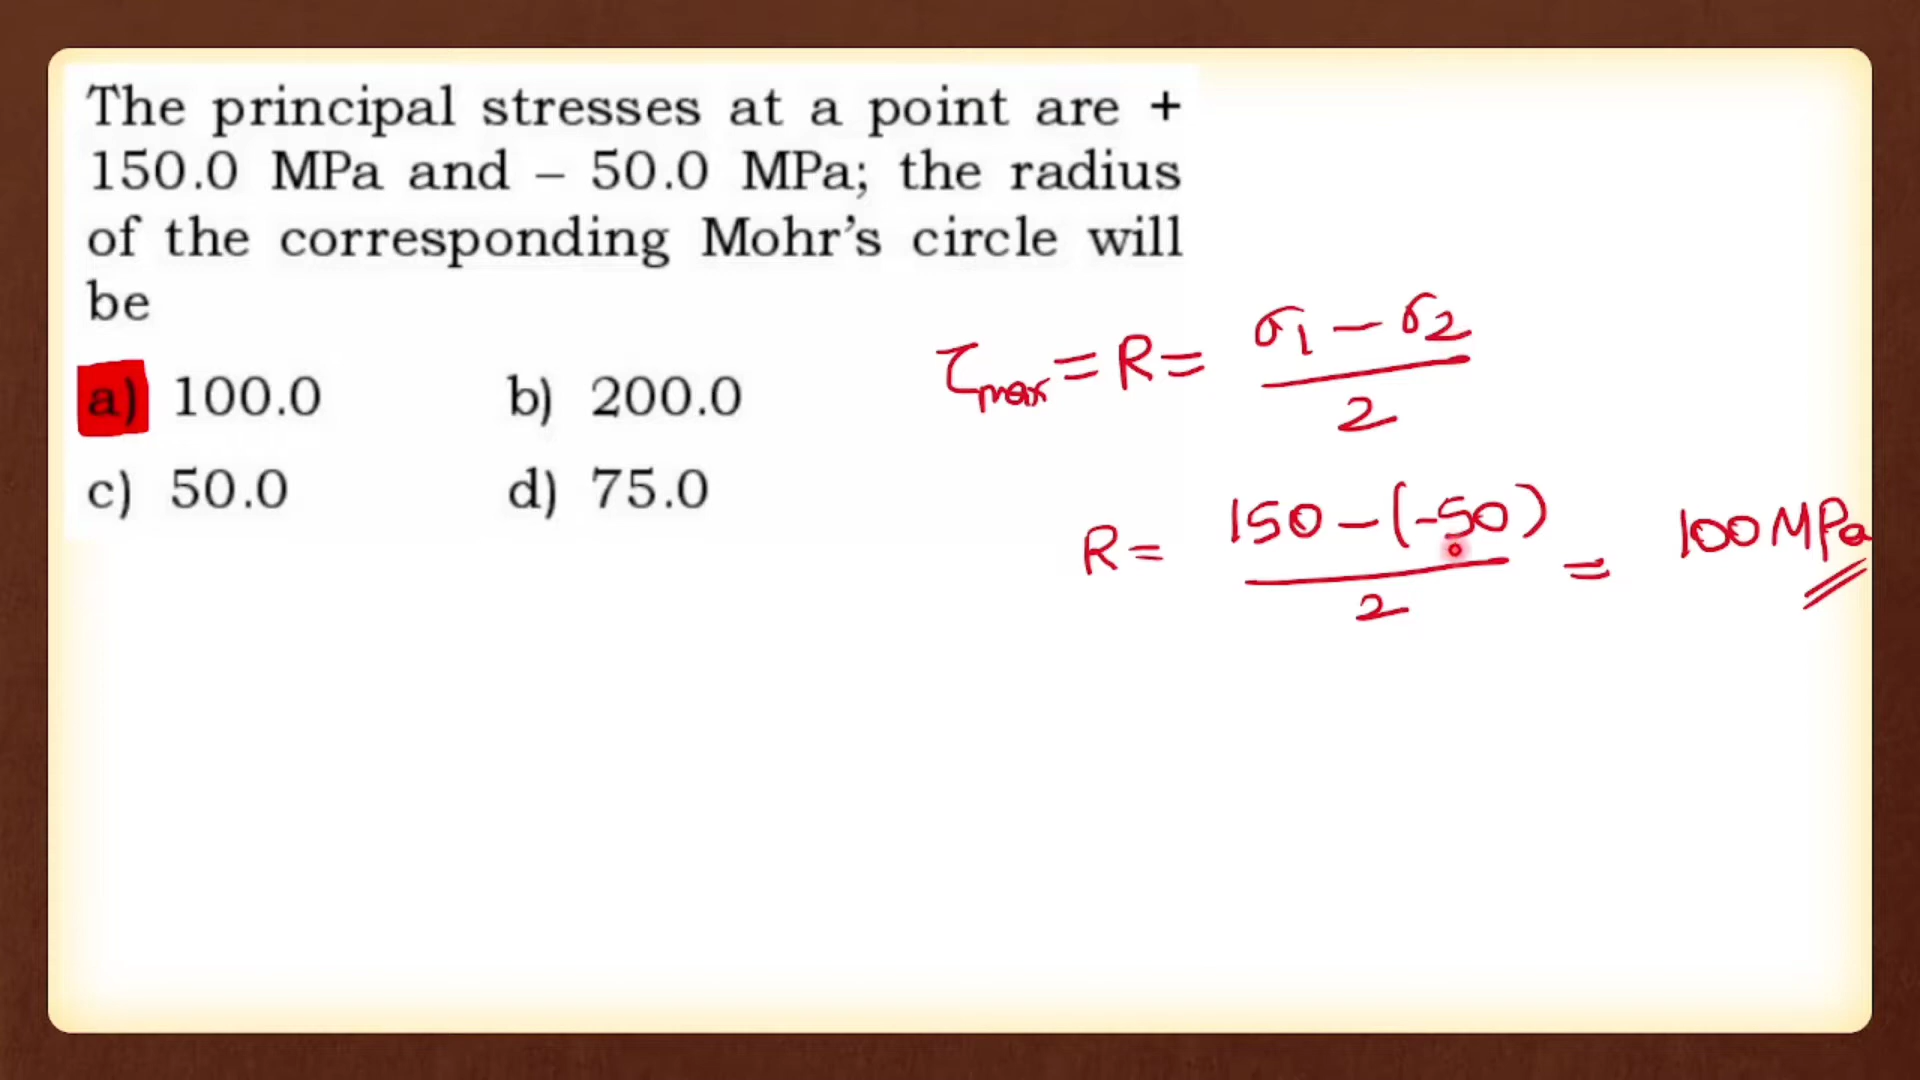 The principal stresses at a point are +
150.0 MPa and – 50.0 MPa; the radius
of the corresponding Mohr's circle will
be
a) 100.0 b) 200.0
c) 50.0 d) 75.0
τmax = R = σ1 - σ2 / 2
R = 150 - (-50) / 2 = 100 MPa